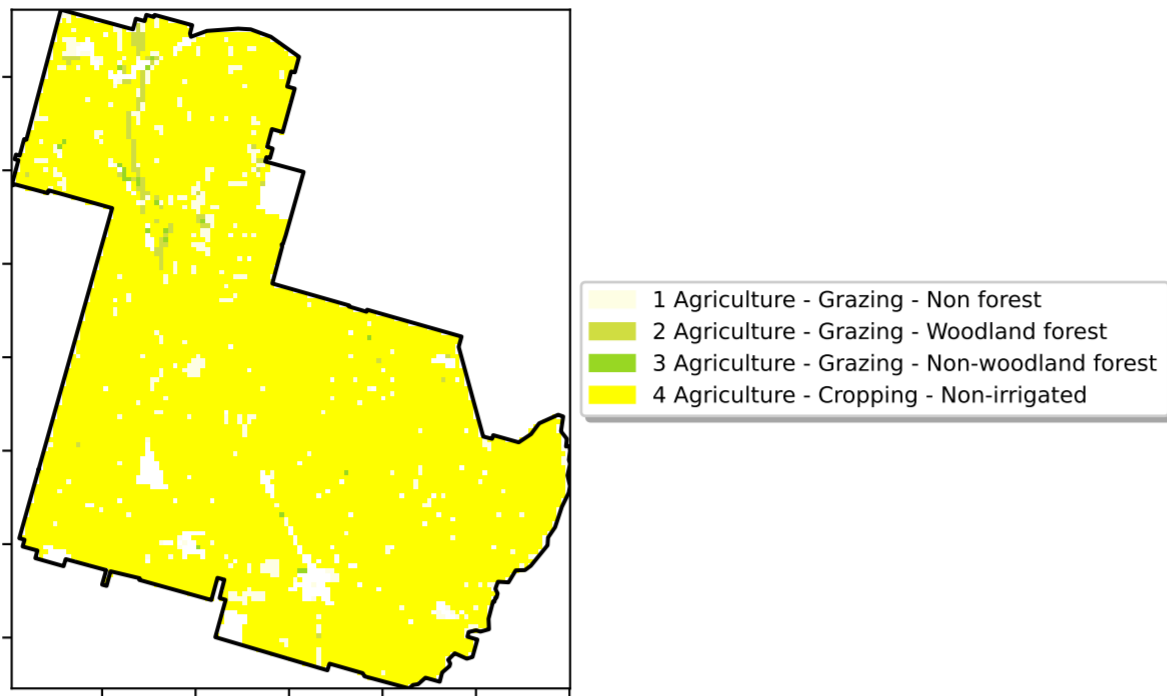 1 Agriculture - Grazing - Non forest
2 Agriculture - Grazing - Woodland forest
3 Agriculture - Grazing - Non-woodland forest
4 Agriculture - Cropping - Non-irrigated